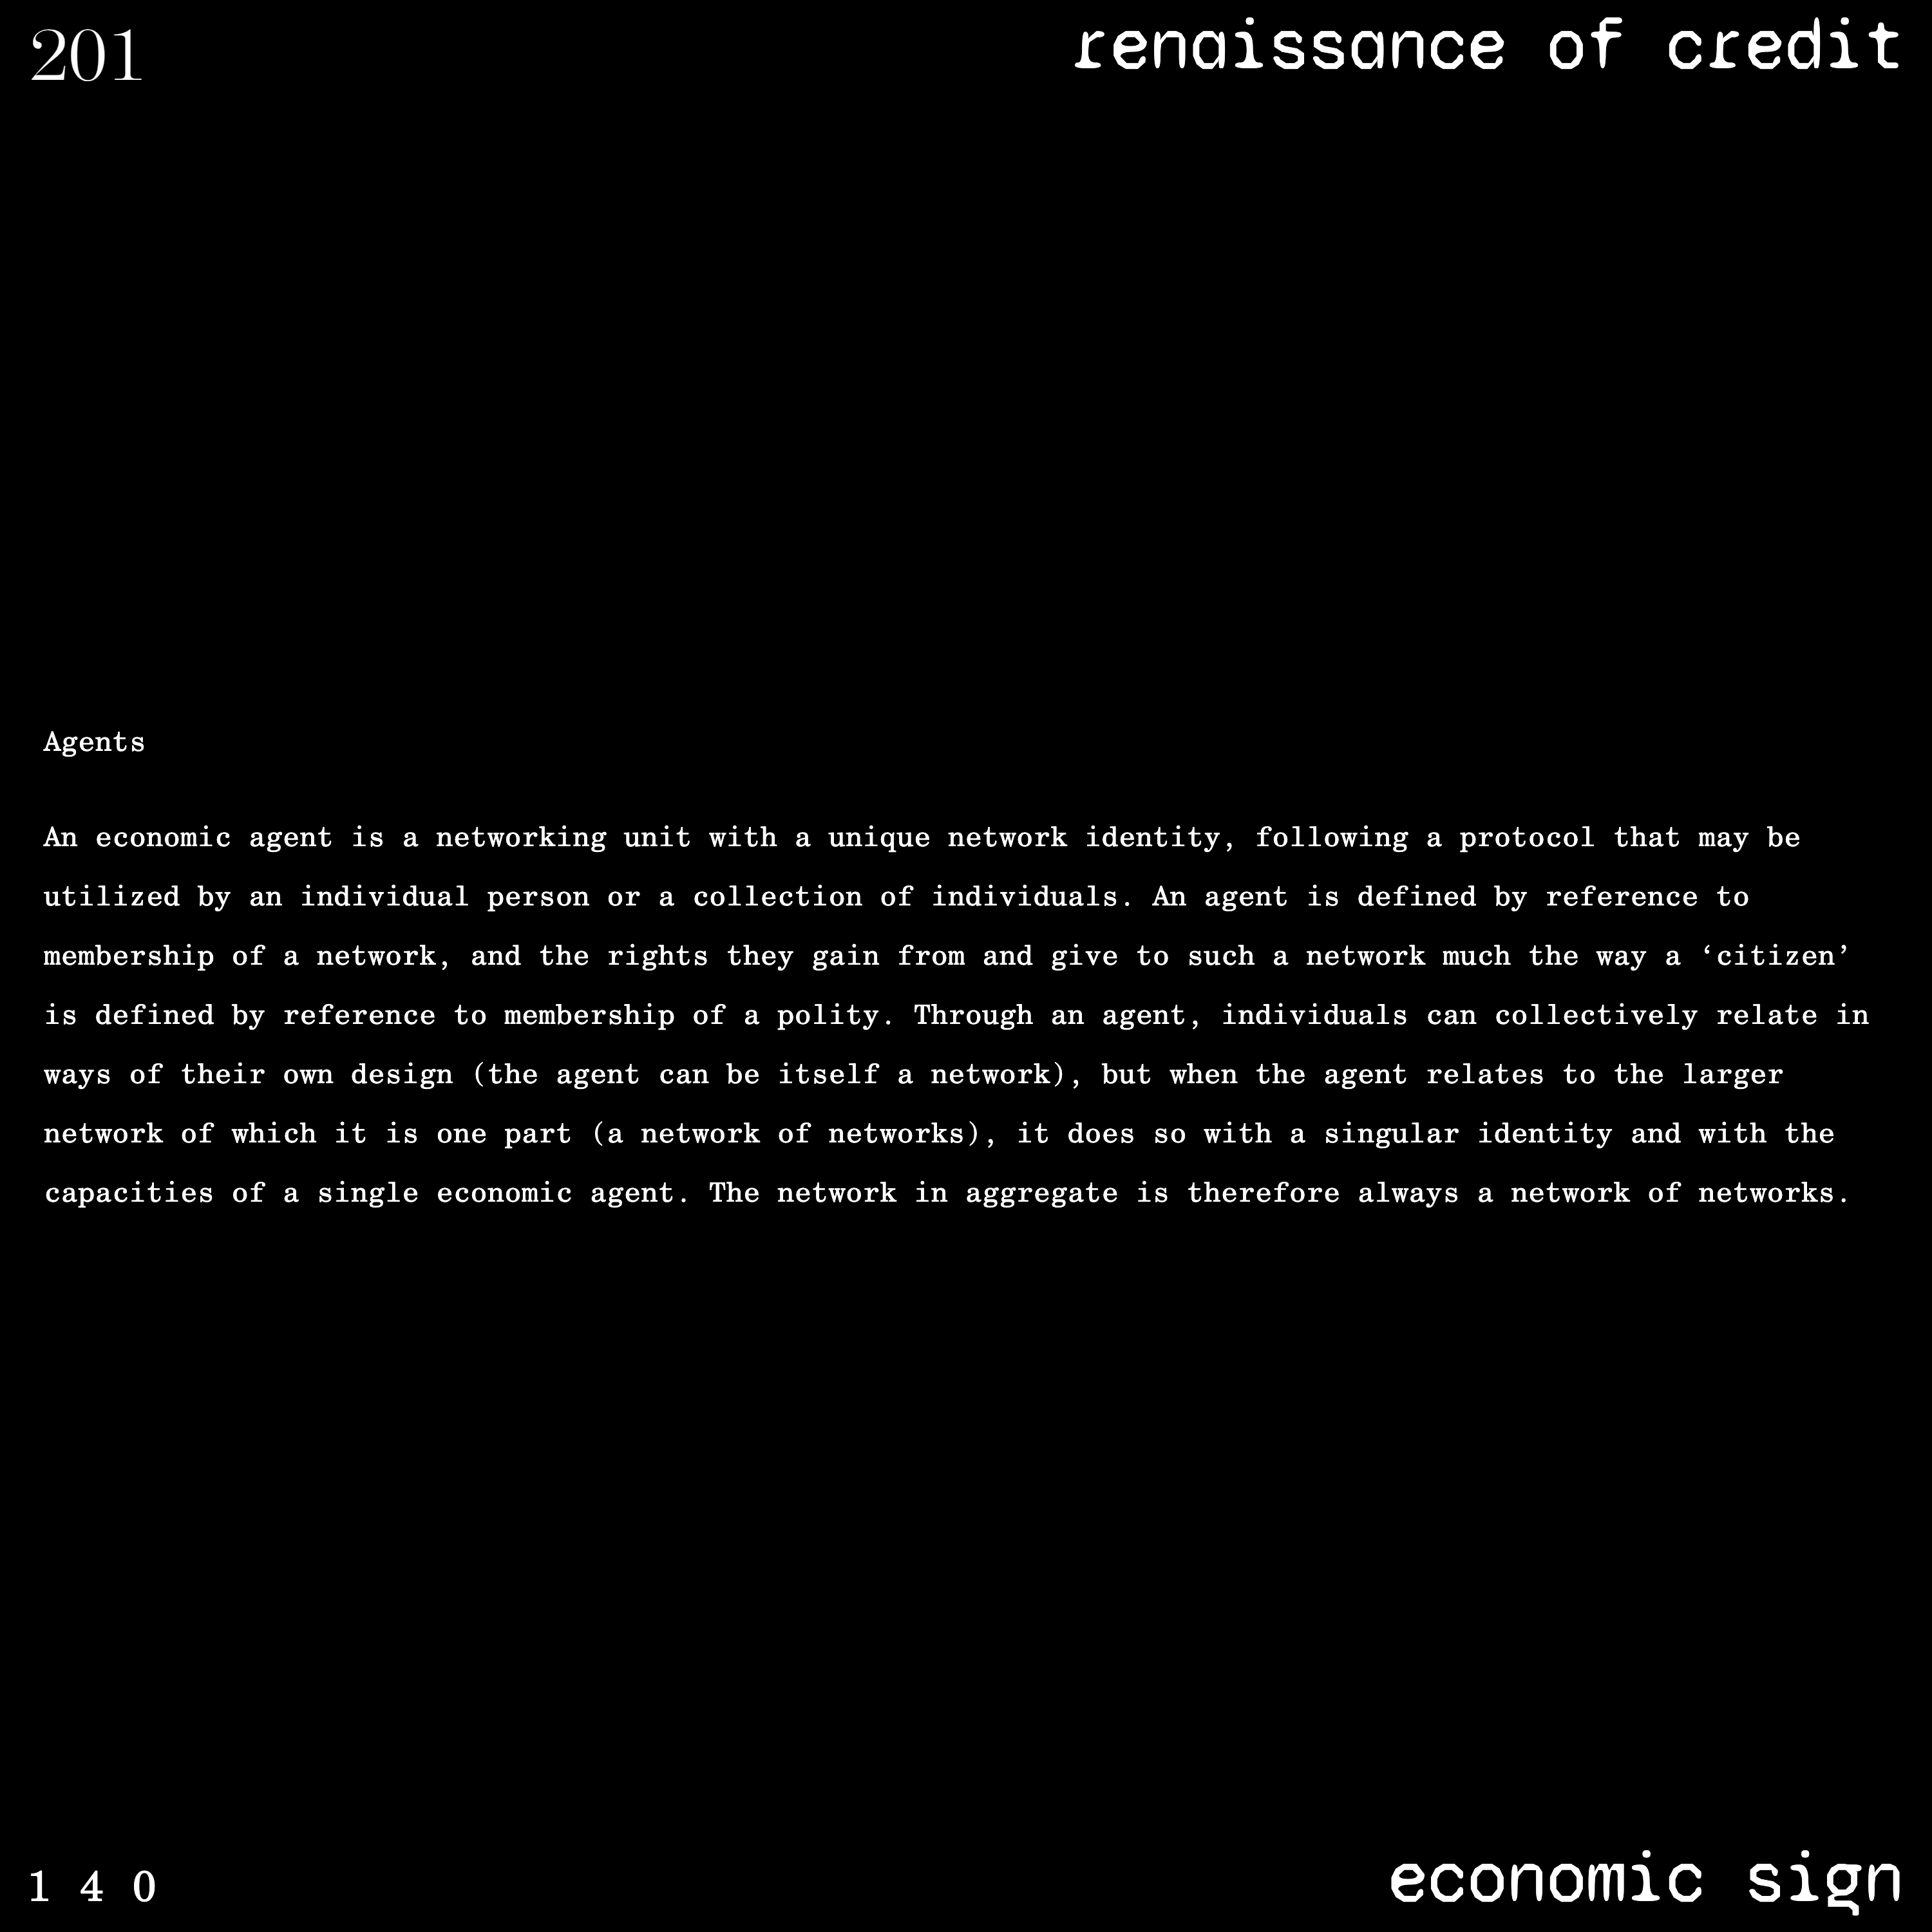 201
renaissance of credit
Agents
An economic agent is a networking unit with a unique network identity, following a protocol that may be
utilized by an individual person or a collection of individuals. An agent is defined by reference to
membership of a network, and the rights they gain from and give to such a network much the way a ‘citizen’
is defined by reference to membership of a polity. Through an agent, individuals can collectively relate in
ways of their own design (the agent can be itself a network), but when the agent relates to the larger
network of which it is one part (a network of networks), it does so with a singular identity and with the
capacities of a single economic agent. The network in aggregate is therefore always a network of networks.
1 4 0
economic sign